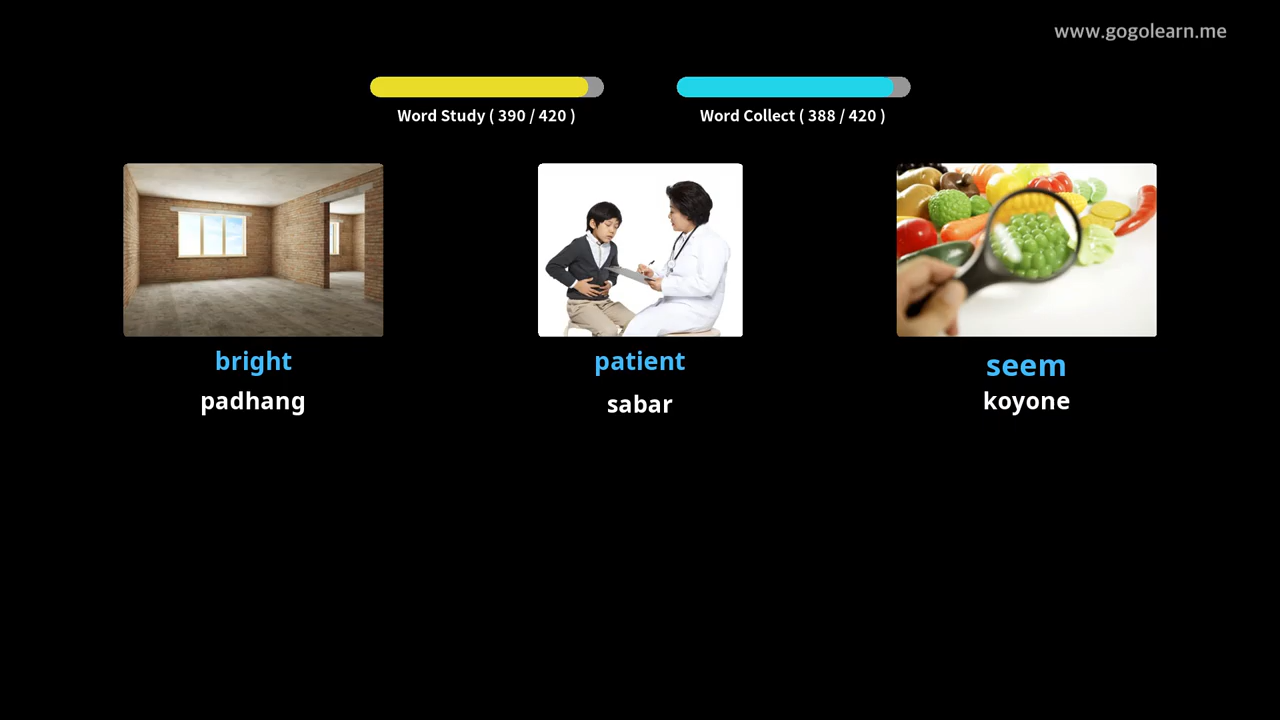 www.gogolearn.me
Word Study ( 390 / 420 )
Word Collect ( 388 / 420 )
bright
patient
seem
padhang
sabar
koyone